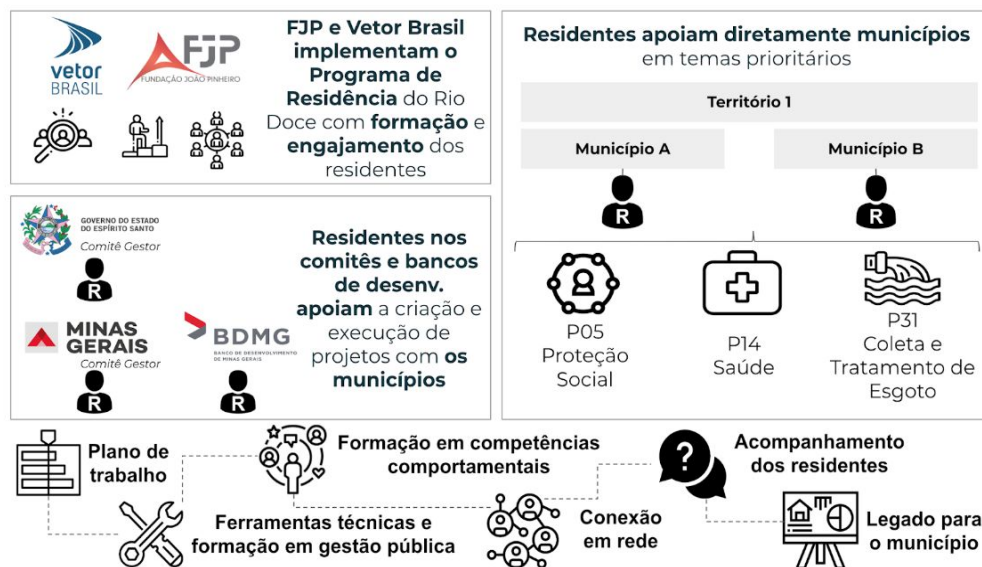 vetor
BRASIL
FJP
FUNDAÇÃO JOÃO PINHEIRO
FJP e Vetor Brasil
implementam o
Programa de
Residência do Rio
Doce com formação e
engajamento dos
residentes
GOVERNO DO ESTADO
DO ESPÍRITO SANTO
Comitê Gestor
R
MINAS
GERAIS
Comitê Gestor
R
BDMG
BANCO DE DESENVOLVIMENTO
DE MINAS GERAIS
R
Residentes nos
comitês e bancos
de desenv.
apoiam a criação e
execução de
projetos com os
municípios
Residentes apoiam diretamente municípios
em temas prioritários
Território 1
Município A
Município B
R
R
P05
Proteção
Social
P14
Saúde
P31
Coleta e
Tratamento de
Esgoto
Plano de
trabalho
Ferramentas técnicas e
formação em gestão pública
Formação em competências
comportamentais
Conexão
em rede
?
Acompanhamento
dos residentes
Legado para
o município